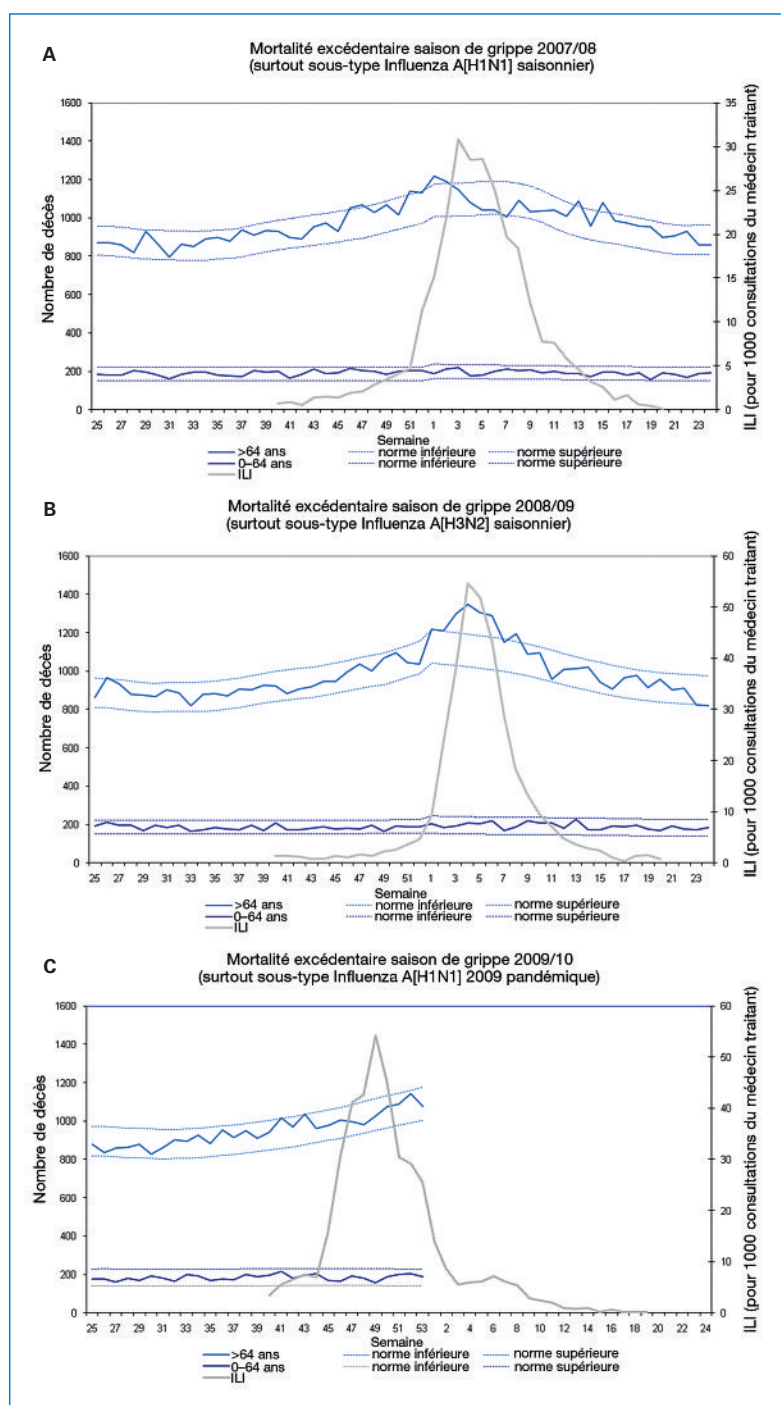 A
Mortalité excédentaire saison de grippe 2007/08
(surtout sous-type Influenza A[H1N1] saisonnier)
1600
1400
1200
1000
800
600
400
200
0
Nombre de décès
35
30
25
20
15
10
5
0
ILI (pour 1000 consultations du médecin traitant)
25 27 29 31 33 35 37 39 41 43 45 47 49 51 1 3 5 7 9 11 13 15 17 19 21 23
Semaine
>64 ans norme inférieure norme supérieure
0–64 ans norme inférieure norme supérieure
ILI
B
Mortalité excédentaire saison de grippe 2008/09
(surtout sous-type Influenza A[H3N2] saisonnier)
1600
1400
1200
1000
800
600
400
200
0
Nombre de décès
60
50
40
30
20
10
0
ILI (pour 1000 consultations du médecin traitant)
25 27 29 31 33 35 37 39 41 43 45 47 49 51 1 3 5 7 9 11 13 15 17 19 21 23
Semaine
>64 ans norme inférieure norme supérieure
0–64 ans norme inférieure norme supérieure
ILI
C
Mortalité excédentaire saison de grippe 2009/10
(surtout sous-type Influenza A[H1N1] 2009 pandémique)
1600
1400
1200
1000
800
600
400
200
0
Nombre de décès
60
50
40
30
20
10
0
ILI (pour 1000 consultations du médecin traitant)
25 27 29 31 33 35 37 39 41 43 45 47 49 51 53 2 4 6 8 10 12 14 16 18 20 22 24
Semaine
>64 ans norme inférieure norme supérieure
0–64 ans norme inférieure norme supérieure
ILI